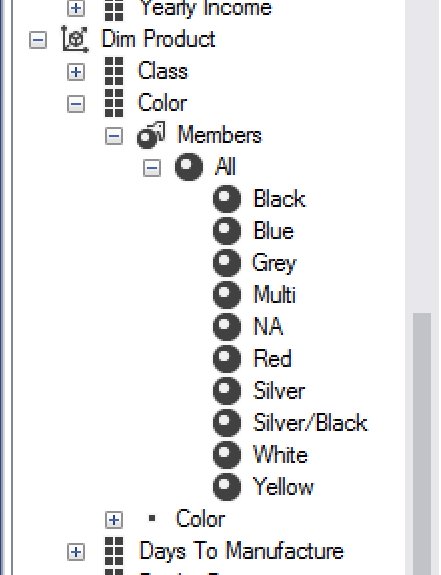 Yearly Income
Dim Product
Class
Color
Members
All
Black
Blue
Grey
Multi
NA
Red
Silver
Silver/Black
White
Yellow
Color
Days To Manufacture